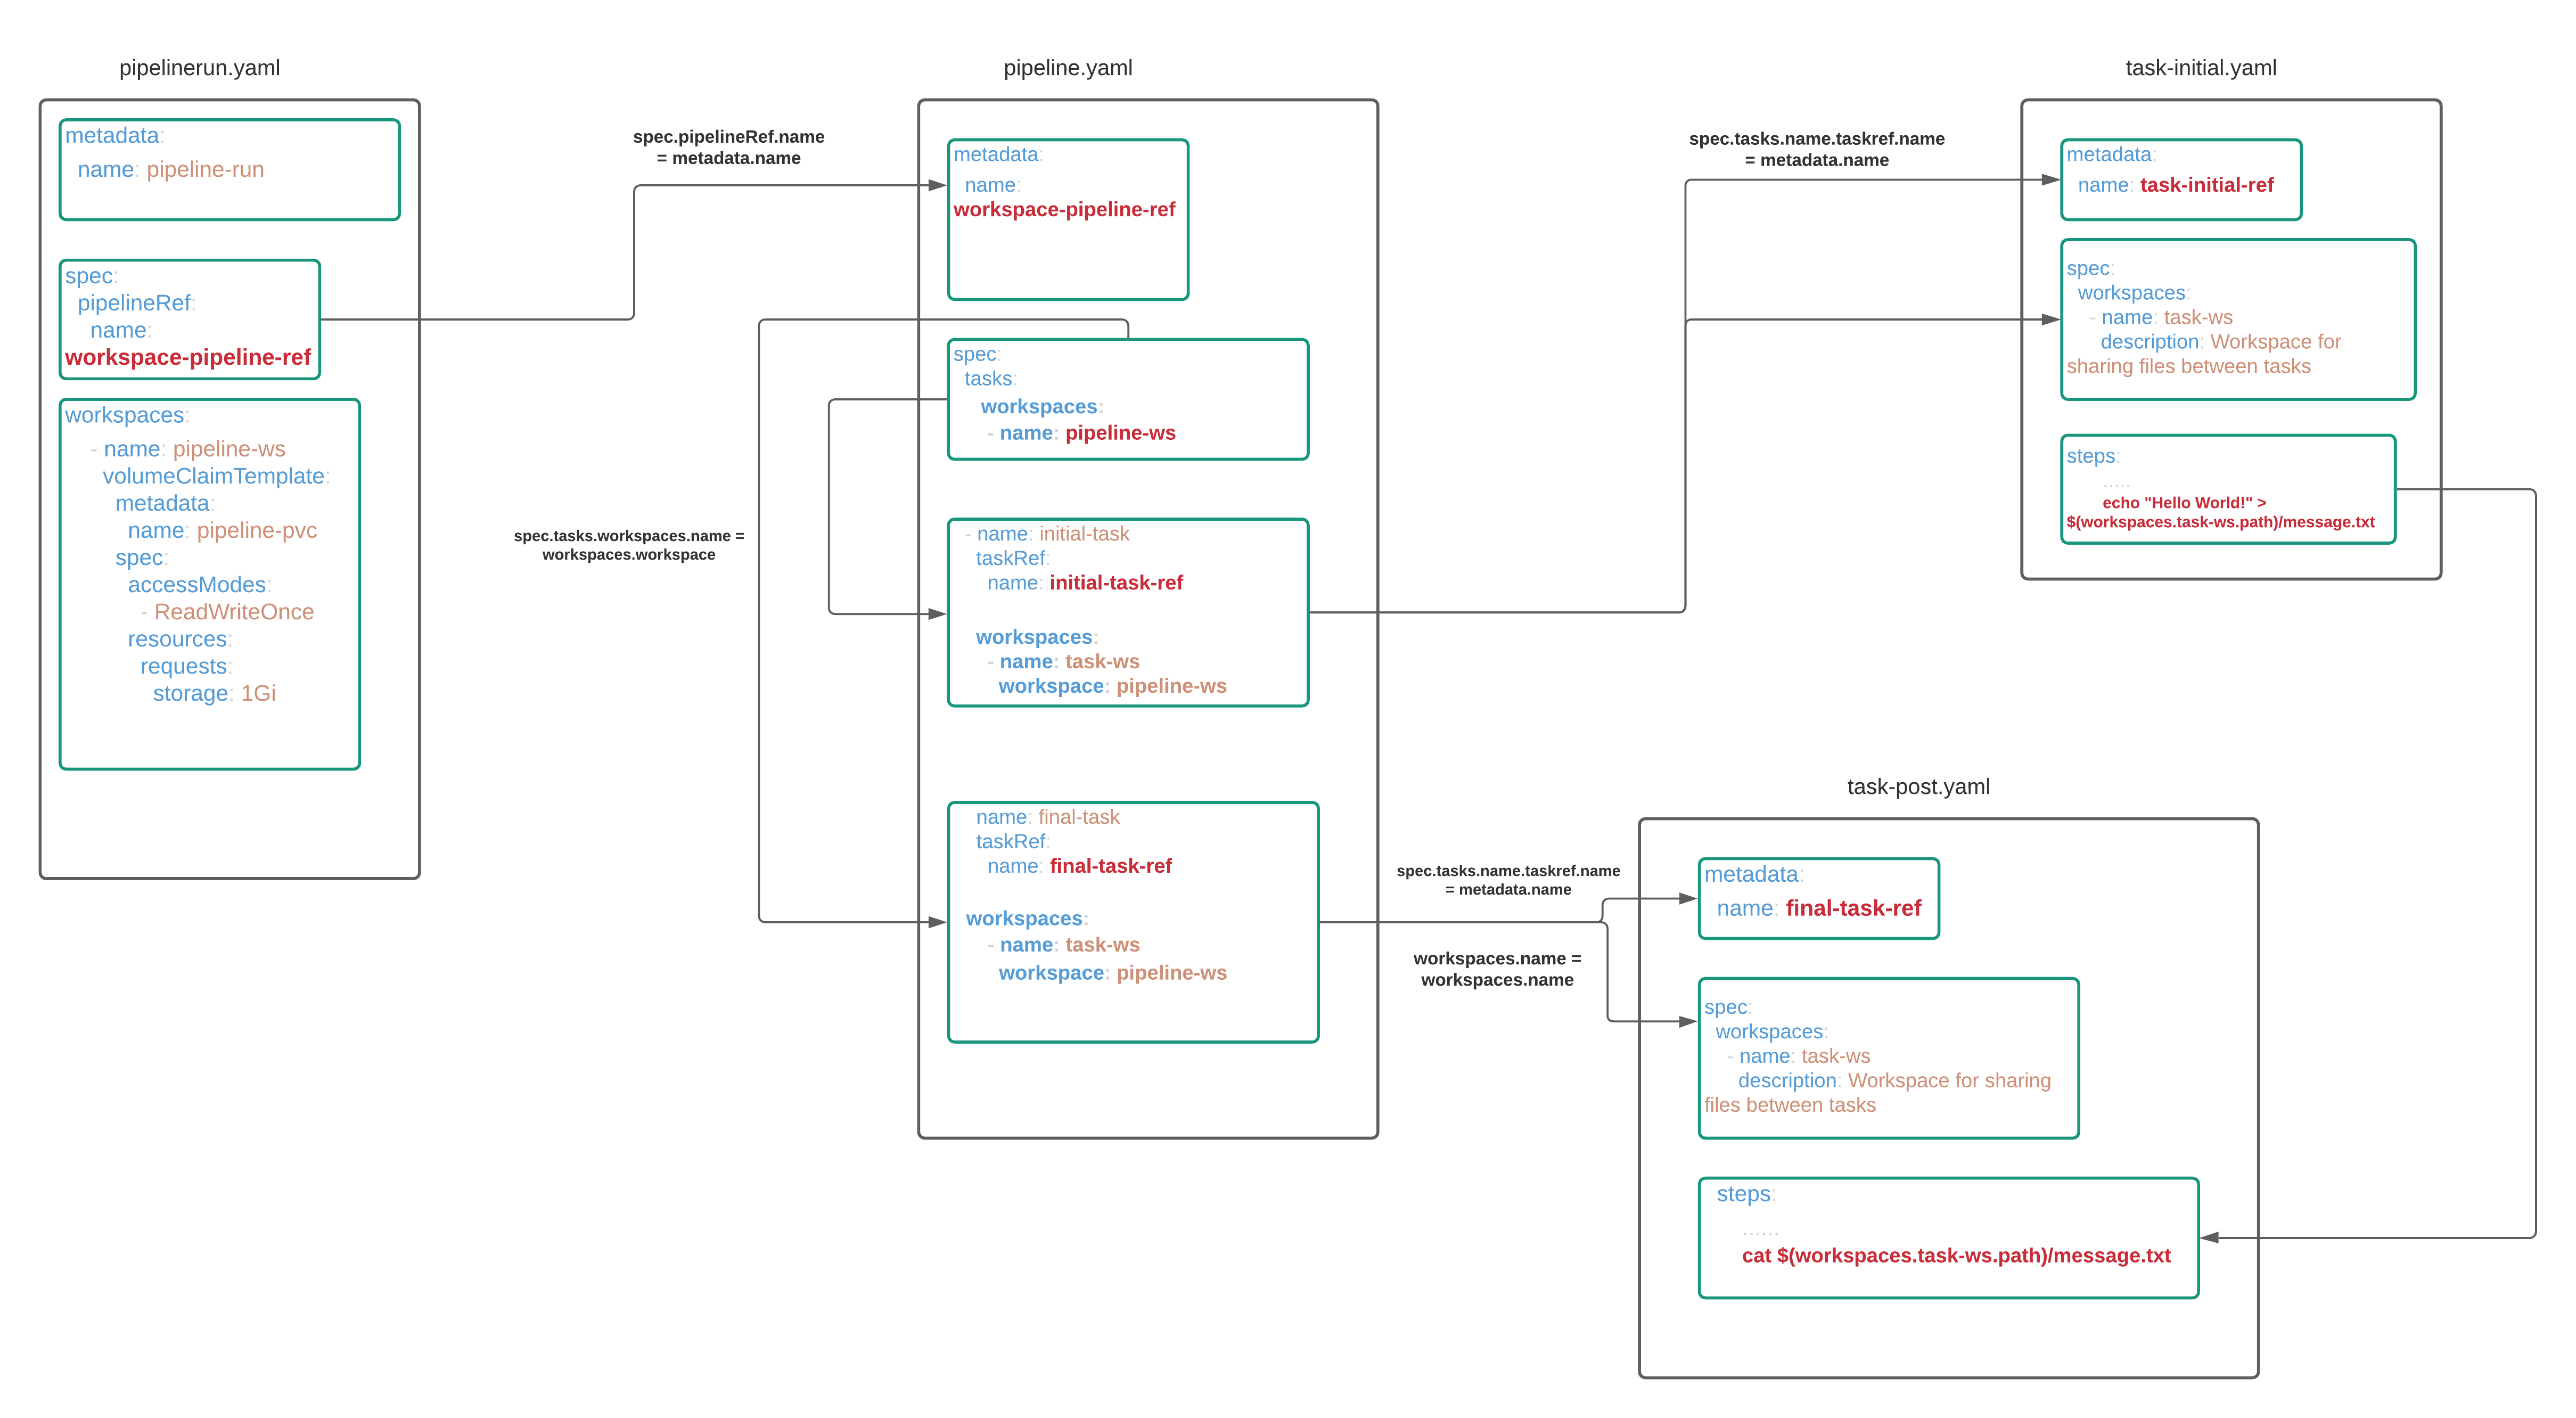 pipelinerun.yaml
metadata:
name: pipeline-run
spec:
pipelineRef:
name:
workspace-pipeline-ref
workspaces:
- name: pipeline-ws
volumeClaimTemplate:
metadata:
name: pipeline-pvc
spec:
accessModes:
- ReadWriteOnce
resources:
requests:
storage: 1Gi
spec.pipelineRef.name
= metadata.name
spec.tasks.workspaces.name =
workspaces.workspace
pipeline.yaml
metadata:
name:
workspace-pipeline-ref
spec:
tasks:
workspaces:
- name: pipeline-ws
- name: initial-task
taskRef:
name: initial-task-ref
workspaces:
- name: task-ws
workspace: pipeline-ws
name: final-task
taskRef:
name: final-task-ref
workspaces:
- name: task-ws
workspace: pipeline-ws
spec.tasks.name.taskref.name
= metadata.name
task-initial.yaml
metadata:
name: task-initial-ref
spec:
workspaces:
- name: task-ws
description: Workspace for
sharing files between tasks
steps:
.....
echo "Hello World!" >
$(workspaces.task-ws.path)/message.txt
spec.tasks.name.taskref.name
= metadata.name
workspaces.name =
workspaces.name
task-post.yaml
metadata:
name: final-task-ref
spec:
workspaces:
- name: task-ws
description: Workspace for sharing
files between tasks
steps:
......
cat $(workspaces.task-ws.path)/message.txt